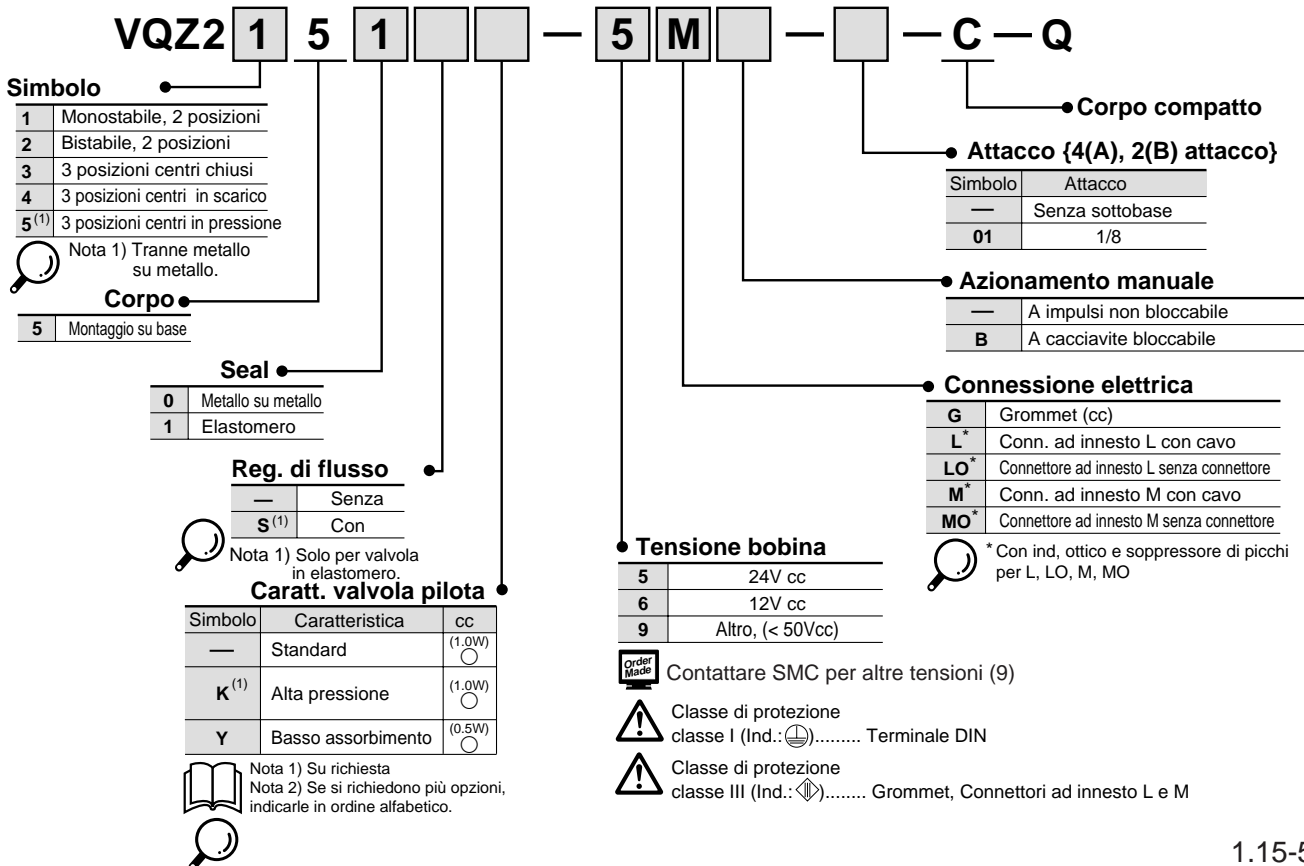 VQZ2 1 5 1 — 5 M — — C — Q
Simbolo
1 Monostabile, 2 posizioni
2 Bistabile, 2 posizioni
3 3 posizioni centri chiusi
4 3 posizioni centri in scarico
5(1) 3 posizioni centri in pressione
Nota 1) Tranne metallo
su metallo.
Corpo
5 Montaggio su base
Seal
0 Metallo su metallo
1 Elastomero
Reg. di flusso
— Senza
S(1) Con
Nota 1) Solo per valvola
in elastomero.
Caratt. valvola pilota
Simbolo Caratteristica cc
— Standard (1.0W)
K(1) Alta pressione (1.0W)
Y Basso assorbimento (0.5W)
Nota 1) Su richiesta
Nota 2) Se si richiedono più opzioni,
indicarle in ordine alfabetico.
Corpo compatto
Attacco {4(A), 2(B) attacco}
Simbolo Attacco
— Senza sottobase
01 1/8
Azionamento manuale
— A impulsi non bloccabile
B A cacciavite bloccabile
Connessione elettrica
G Grommet (cc)
L* Conn. ad innesto L con cavo
LO* Connettore ad innesto L senza connettore
M* Conn. ad innesto M con cavo
MO* Connettore ad innesto M senza connettore
* Con ind, ottico e soppressore di picchi
per L, LO, M, MO
Tensione bobina
5 24V cc
6 12V cc
9 Altro, (< 50Vcc)
Order Made
Contattare SMC per altre tensioni (9)
Classe di protezione
classe I (Ind.: )......... Terminale DIN
Classe di protezione
classe III (Ind.: )........ Grommet, Connettori ad innesto L e M
1.15-5